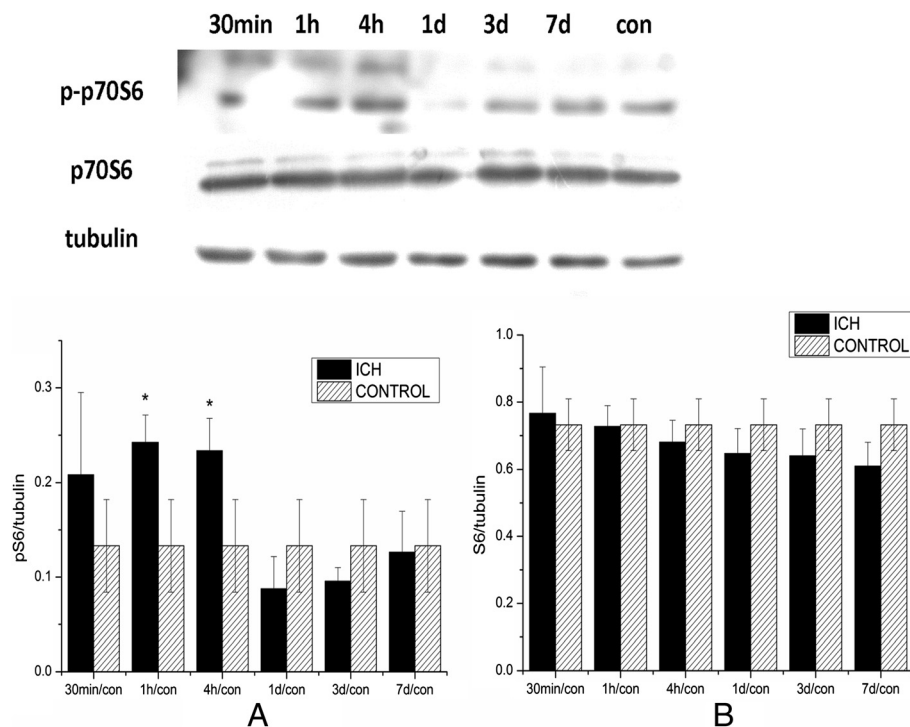 30min 1h 4h 1d 3d 7d con
p-p70S6
p70S6
tubulin
ICH
CONTROL
pS6/tubulin
0.3
0.2
0.1
0.0
* *
30min/con 1h/con 4h/con 1d/con 3d/con 7d/con
A
ICH
CONTROL
S6/tubulin
1.0
0.8
0.6
0.4
0.2
0.0
30min/con 1h/con 4h/con 1d/con 3d/con 7d/con
B